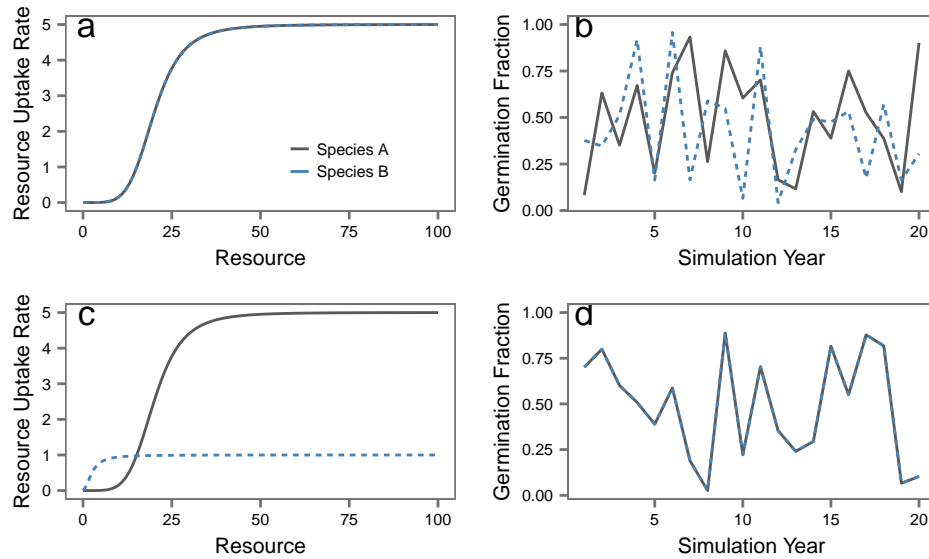 a
Resource Uptake Rate
5
4
3
2
1
0
Species A
Species B
0 25 50 75 100
Resource
b
Germination Fraction
1.00
0.75
0.50
0.25
0.00
5 10 15 20
Simulation Year
c
Resource Uptake Rate
5
4
3
2
1
0
0 25 50 75 100
Resource
d
Germination Fraction
1.00
0.75
0.50
0.25
0.00
5 10 15 20
Simulation Year